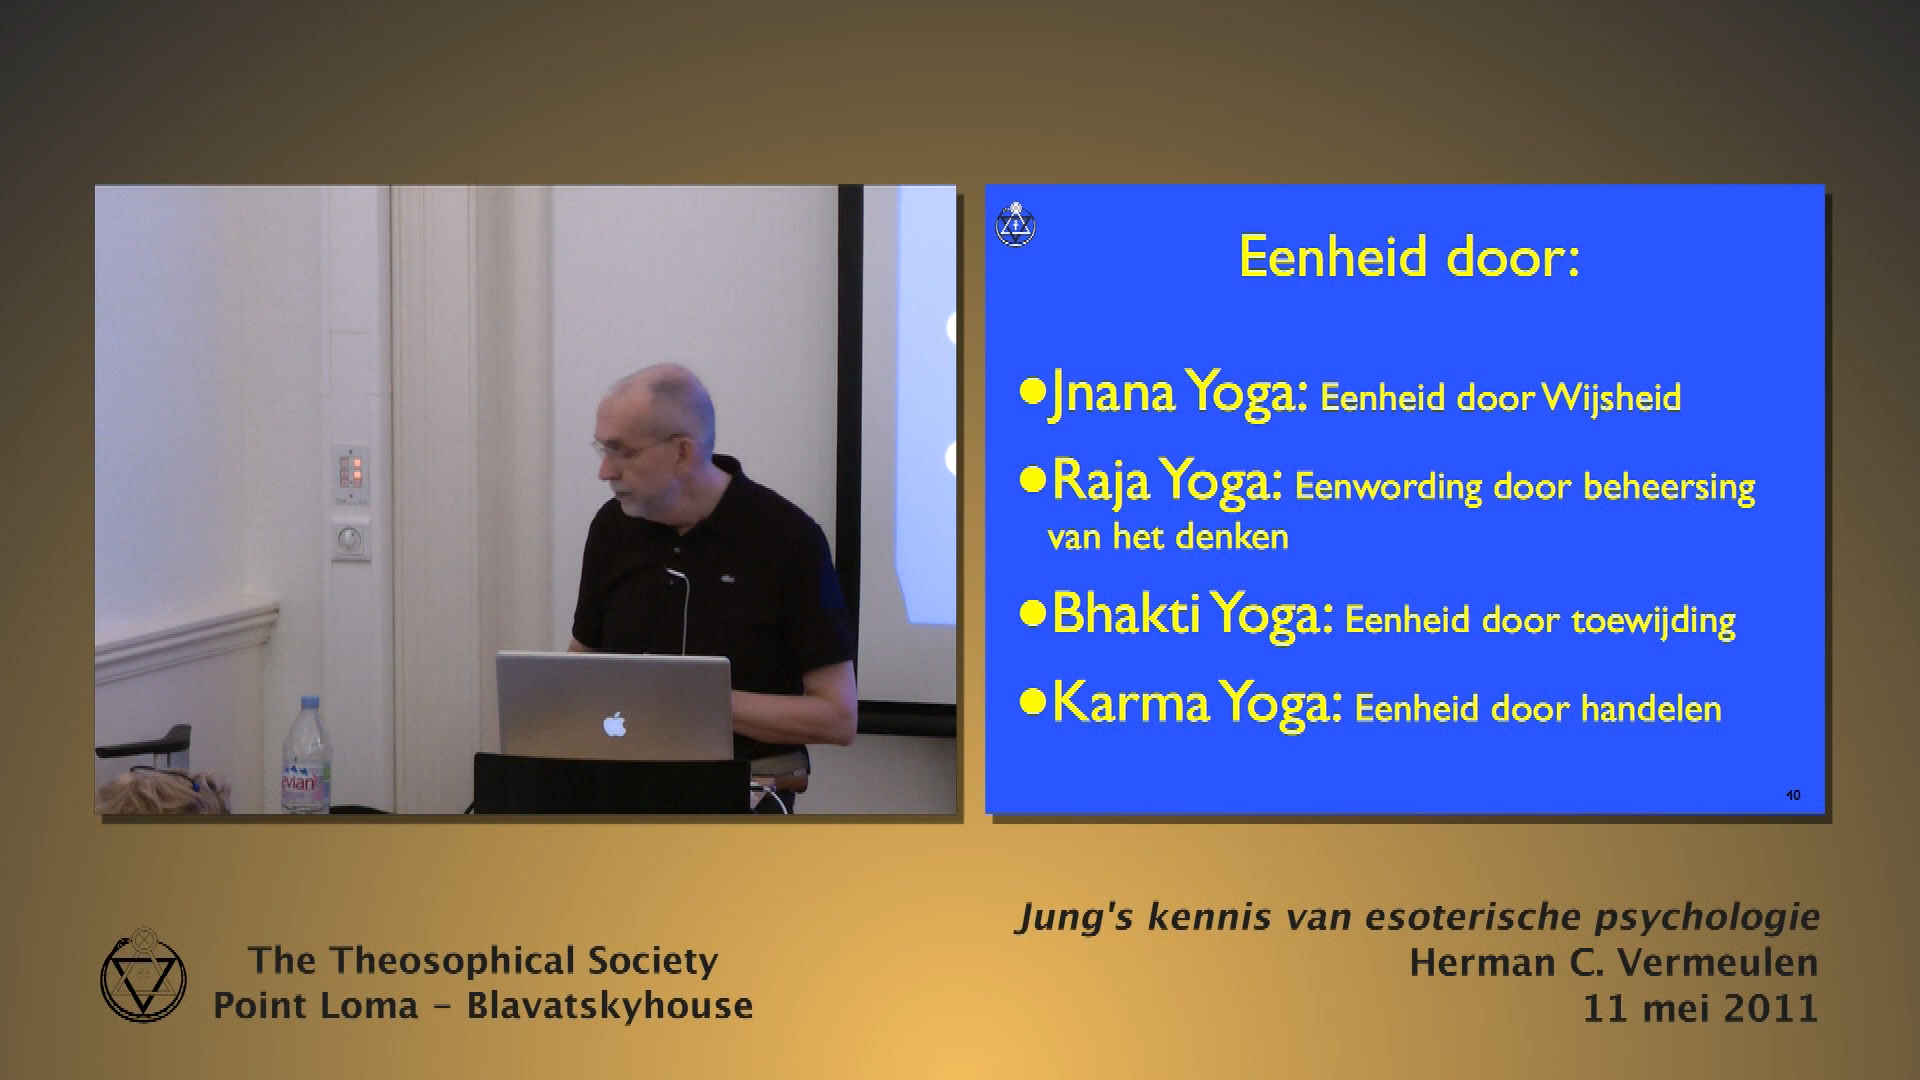 Eenheid door:
●Jnana Yoga: Eenheid door Wijsheid
●Raja Yoga: Eenwording door beheersing
van het denken
●Bhakti Yoga: Eenheid door toewijding
●Karma Yoga: Eenheid door handelen
40
evian
The Theosophical Society
Point Loma – Blavatskyhouse
Jung's kennis van esoterische psychologie
Herman C. Vermeulen
11 mei 2011